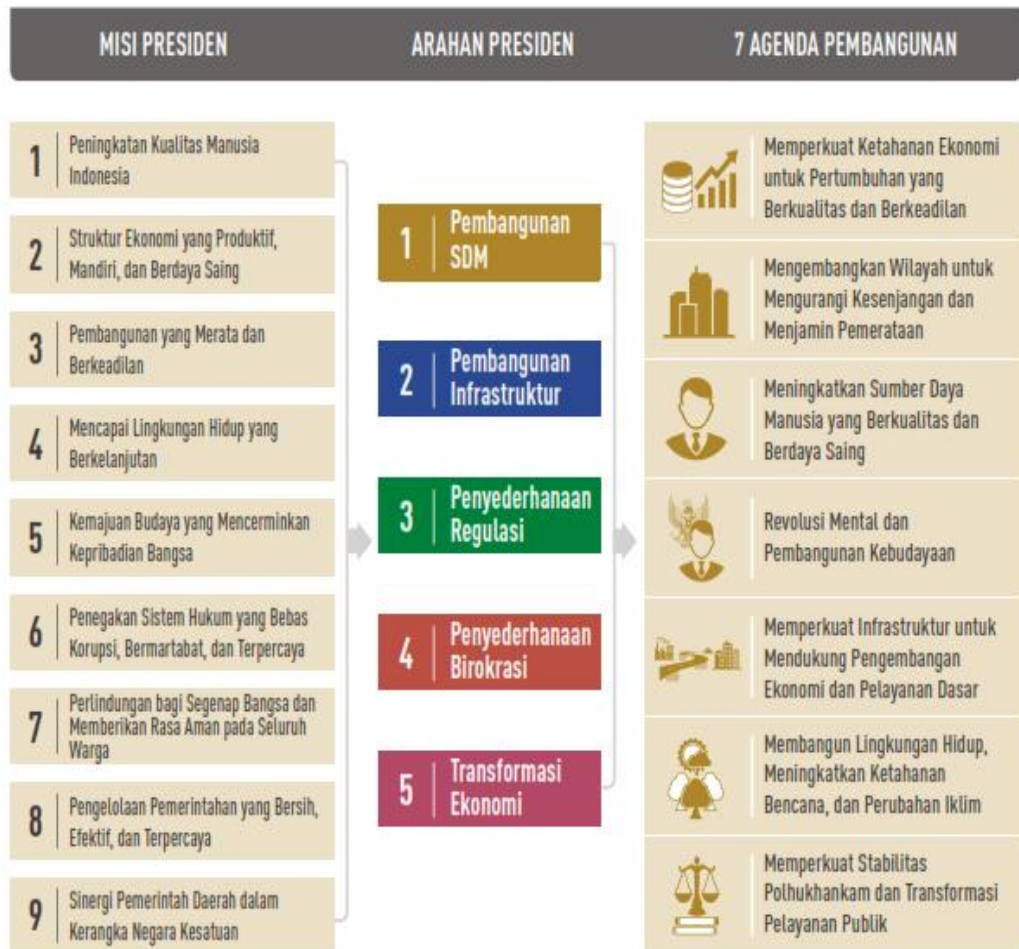 MISI PRESIDEN
ARAHAN PRESIDEN
7 AGENDA PEMBANGUNAN
1
Peningkatan Kualitas Manusia
Indonesia
2
Struktur Ekonomi yang Produktif,
Mandiri, dan Berdaya Saing
3
Pembangunan yang Merata dan
Berkeadilan
4
Mencapai Lingkungan Hidup yang
Berkelanjutan
5
Kemajuan Budaya yang Mencerminkan
Kepribadian Bangsa
6
Penegakan Sistem Hukum yang Bebas
Korupsi, Bermartabat, dan Terpercaya
7
Perlindungan bagi Segenap Bangsa dan
Memberikan Rasa Aman pada Seluruh
Warga
8
Pengelolaan Pemerintahan yang Bersih,
Efektif, dan Terpercaya
9
Sinergi Pemerintah Daerah dalam
Kerangka Negara Kesatuan
1
Pembangunan
SDM
2
Pembangunan
Infrastruktur
3
Penyederhanaan
Regulasi
4
Penyederhanaan
Birokrasi
5
Transformasi
Ekonomi
Memperkuat Ketahanan Ekonomi
untuk Pertumbuhan yang
Berkualitas dan Berkeadilan
Mengembangkan Wilayah untuk
Mengurangi Kesenjangan dan
Menjamin Pemerataan
Meningkatkan Sumber Daya
Manusia yang Berkualitas dan
Berdaya Saing
Revolusi Mental dan
Pembangunan Kebudayaan
Memperkuat Infrastruktur untuk
Mendukung Pengembangan
Ekonomi dan Pelayanan Dasar
Membangun Lingkungan Hidup,
Meningkatkan Ketahanan
Bencana, dan Perubahan Iklim
Memperkuat Stabilitas
Polhukhankam dan Transformasi
Pelayanan Publik